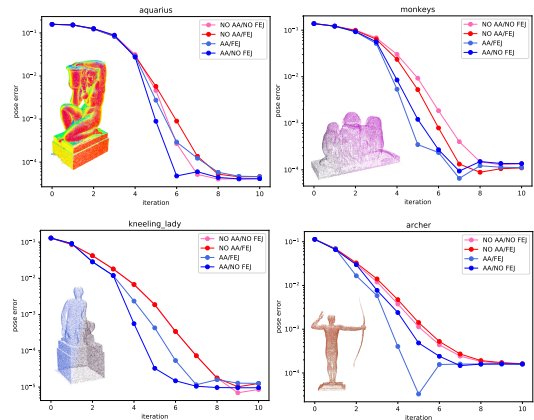 aquarius
NO AA/NO FEJ
NO AA/FEJ
AA/FEJ
AA/NO FEJ
pose error
10⁻¹
10⁻²
10⁻³
10⁻⁴
0 2 4 6 8 10
iteration
monkeys
NO AA/NO FEJ
NO AA/FEJ
AA/FEJ
AA/NO FEJ
pose error
10⁻¹
10⁻²
10⁻³
10⁻⁴
0 2 4 6 8 10
iteration
kneeling_lady
NO AA/NO FEJ
NO AA/FEJ
AA/FEJ
AA/NO FEJ
pose error
10⁻¹
10⁻²
10⁻³
10⁻⁴
10⁻⁵
0 2 4 6 8 10
iteration
archer
NO AA/NO FEJ
NO AA/FEJ
AA/FEJ
AA/NO FEJ
pose error
10⁻¹
10⁻²
10⁻³
10⁻⁴
0 2 4 6 8 10
iteration